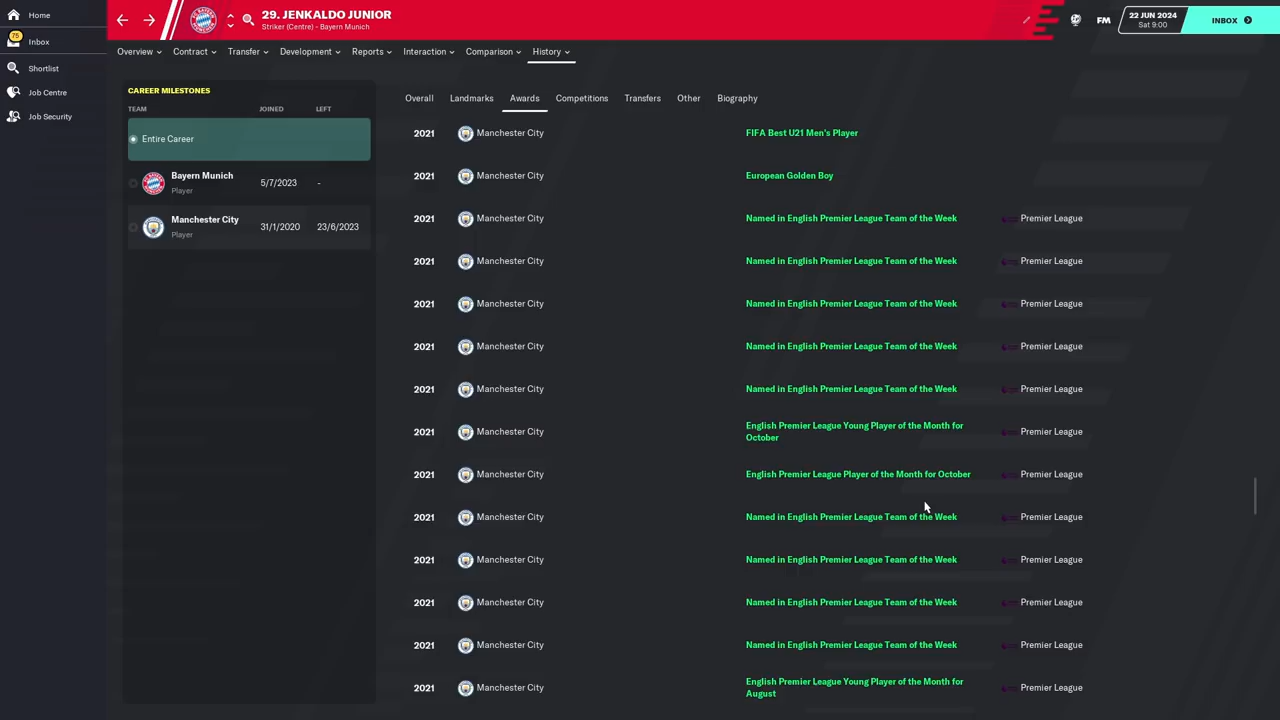 Home
75
Inbox
Shortlist
Job Centre
Job Security
29. JENKALDO JUNIOR
Striker (Centre) - Bayern Munich
FM
22 JUN 2024
Sat 9:00
INBOX
Overview
Contract
Transfer
Development
Reports
Interaction
Comparison
History
CAREER MILESTONES
TEAM JOINED LEFT
Entire Career
Bayern Munich
Player
5/7/2023 -
Manchester City
Player
31/1/2020 23/6/2023
Overall Landmarks Awards Competitions Transfers Other Biography
2021 Manchester City FIFA Best U21 Men's Player
2021 Manchester City European Golden Boy
2021 Manchester City Named in English Premier League Team of the Week Premier League
2021 Manchester City Named in English Premier League Team of the Week Premier League
2021 Manchester City Named in English Premier League Team of the Week Premier League
2021 Manchester City Named in English Premier League Team of the Week Premier League
2021 Manchester City Named in English Premier League Team of the Week Premier League
2021 Manchester City English Premier League Young Player of the Month for
October
Premier League
2021 Manchester City English Premier League Player of the Month for October Premier League
2021 Manchester City Named in English Premier League Team of the Week Premier League
2021 Manchester City Named in English Premier League Team of the Week Premier League
2021 Manchester City Named in English Premier League Team of the Week Premier League
2021 Manchester City Named in English Premier League Team of the Week Premier League
2021 Manchester City English Premier League Young Player of the Month for
August
Premier League